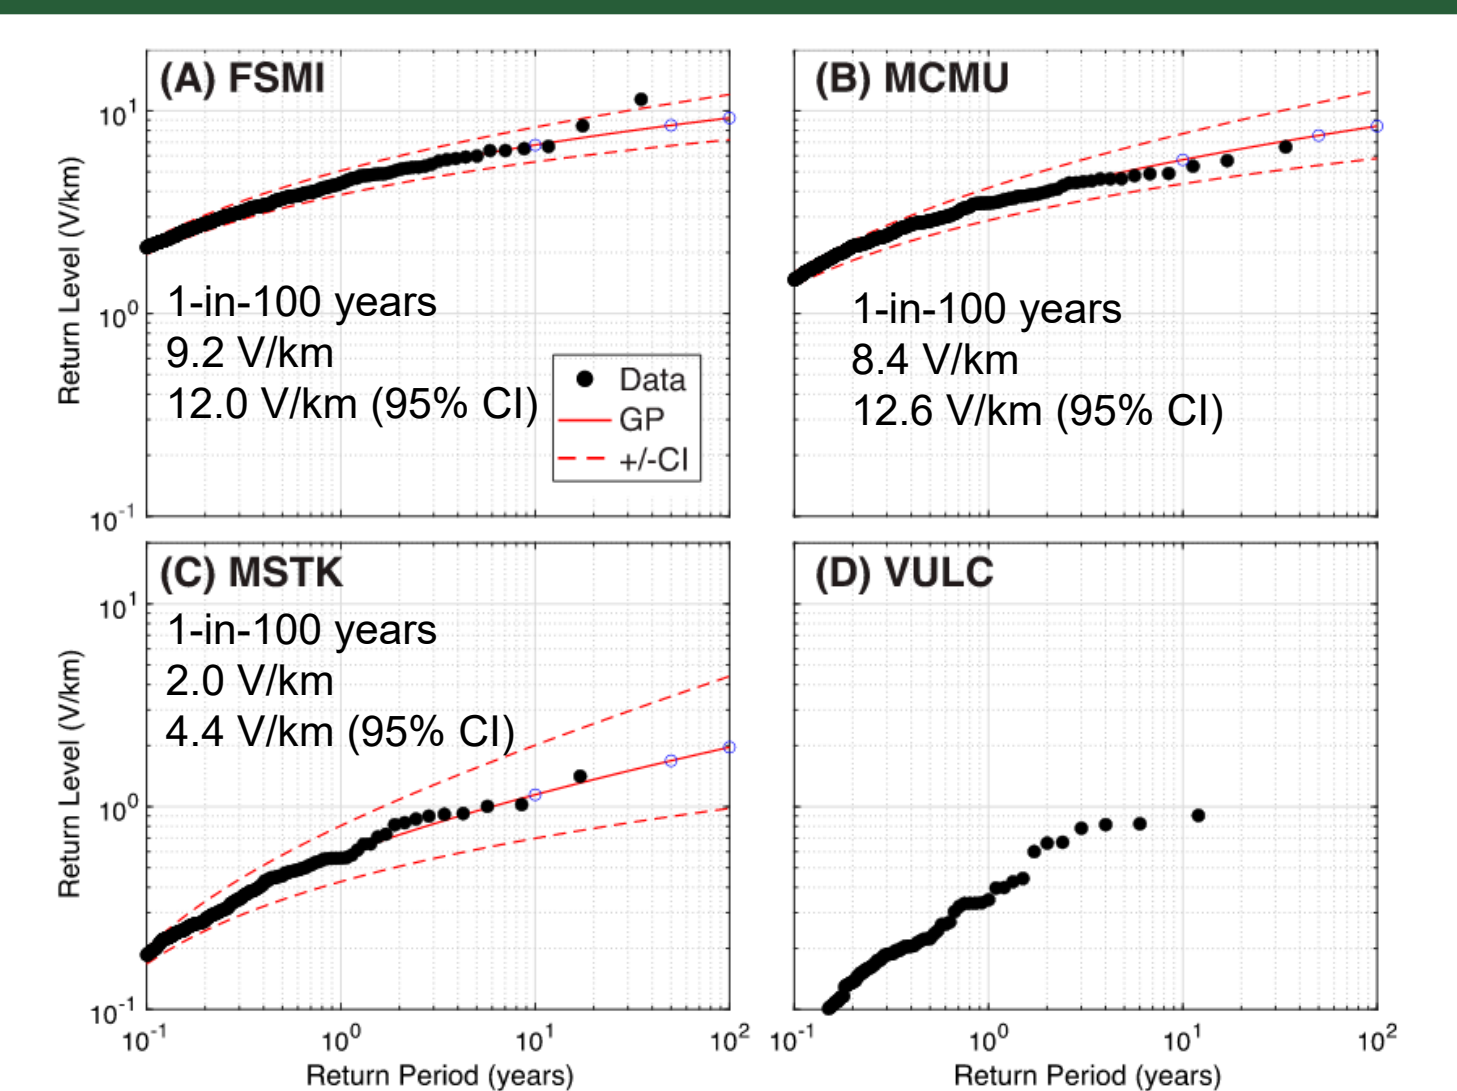 (A) FSMI
10^1
10^0
10^-1
Return Level (V/km)
1-in-100 years
9.2 V/km
12.0 V/km (95% CI)
Data
GP
+/-CI
(B) MCMU
1-in-100 years
8.4 V/km
12.6 V/km (95% CI)
(C) MSTK
10^1
10^0
10^-1
Return Level (V/km)
1-in-100 years
2.0 V/km
4.4 V/km (95% CI)
10^-1 10^0 10^1 10^2
Return Period (years)
(D) VULC
10^-1 10^0 10^1 10^2
Return Period (years)